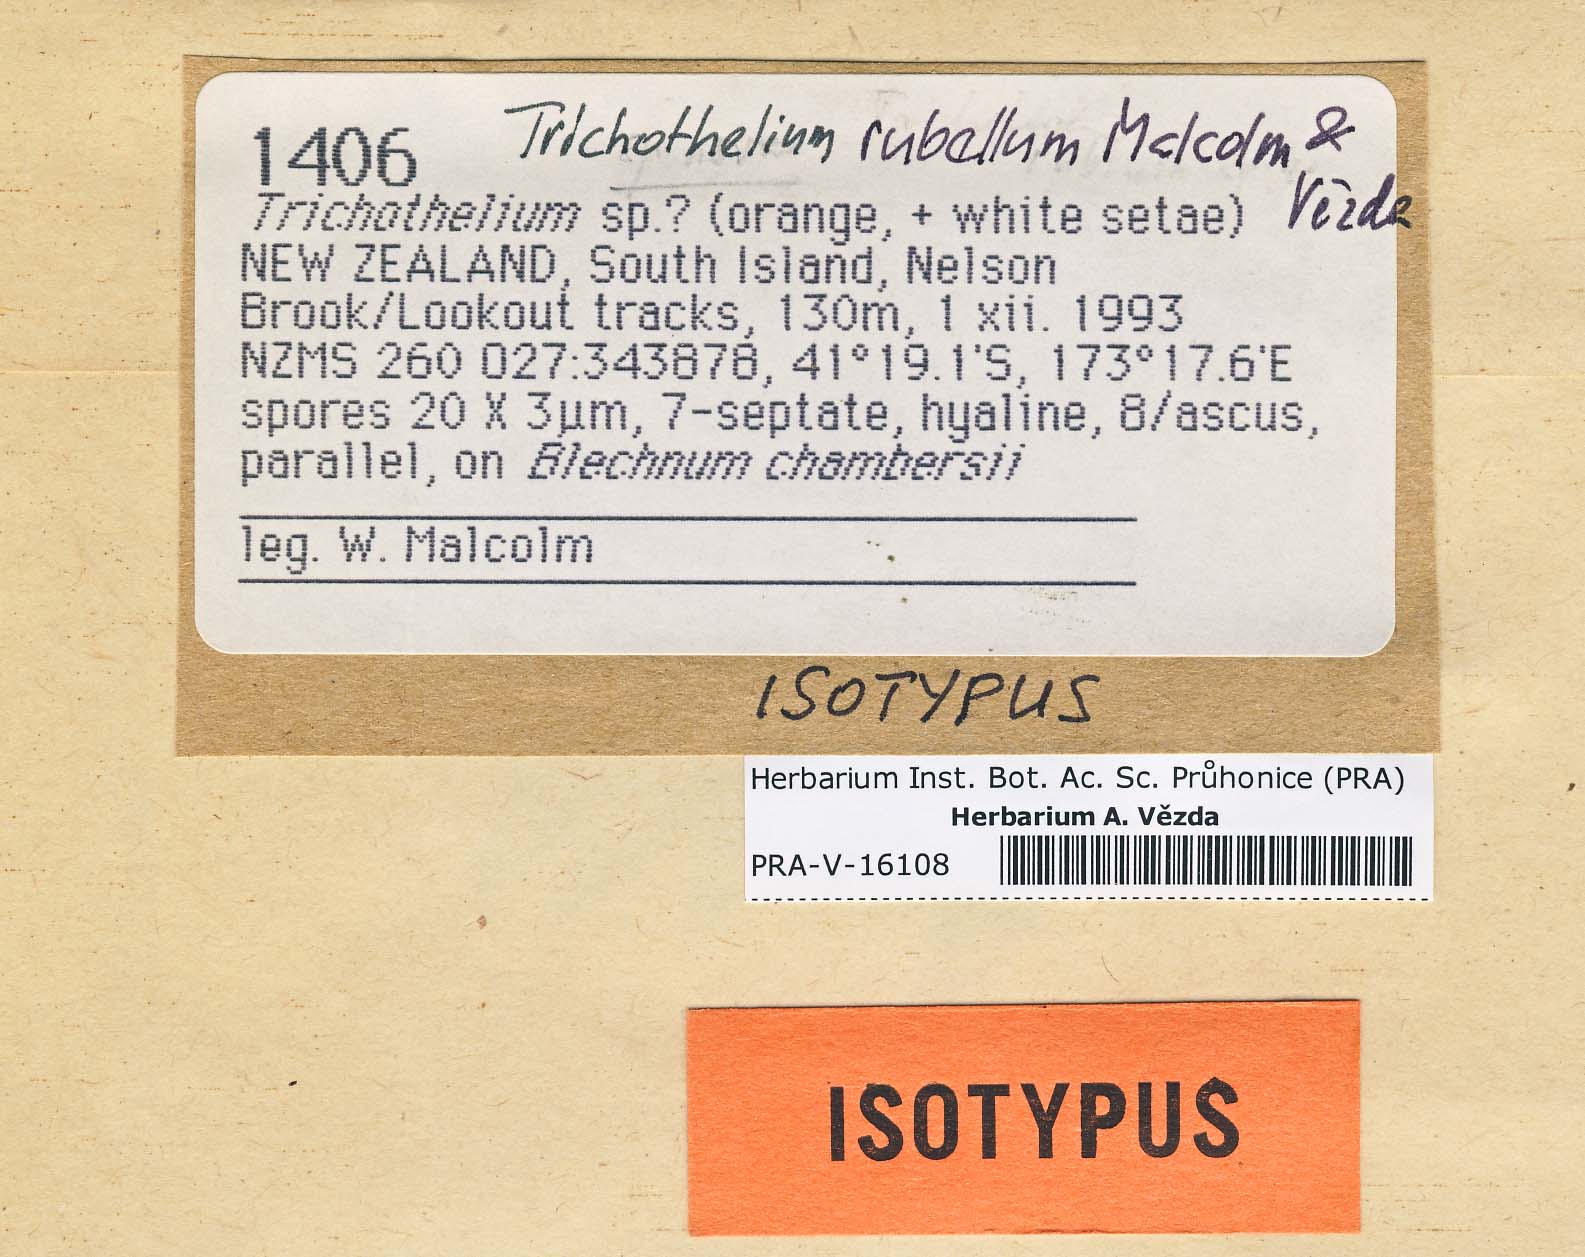 1406 Trichothelium rubellum Malcolm &
Vězda
Trichothelium sp.? (orange, + white setae)
NEW ZEALAND, South Island, Nelson
Brook/Lookout tracks, 130m, 1 xii. 1993
NZMS 260 027:343878, 41°19.1'S, 173°17.6'E
spores 20 X 3µm, 7-septate, hyaline, 8/ascus,
parallel, on Blechnum chambersii
leg. W. Malcolm
ISOTYPUS
Herbarium Inst. Bot. Ac. Sc. Průhonice (PRA)
Herbarium A. Vězda
PRA-V-16108
ISOTYPUS